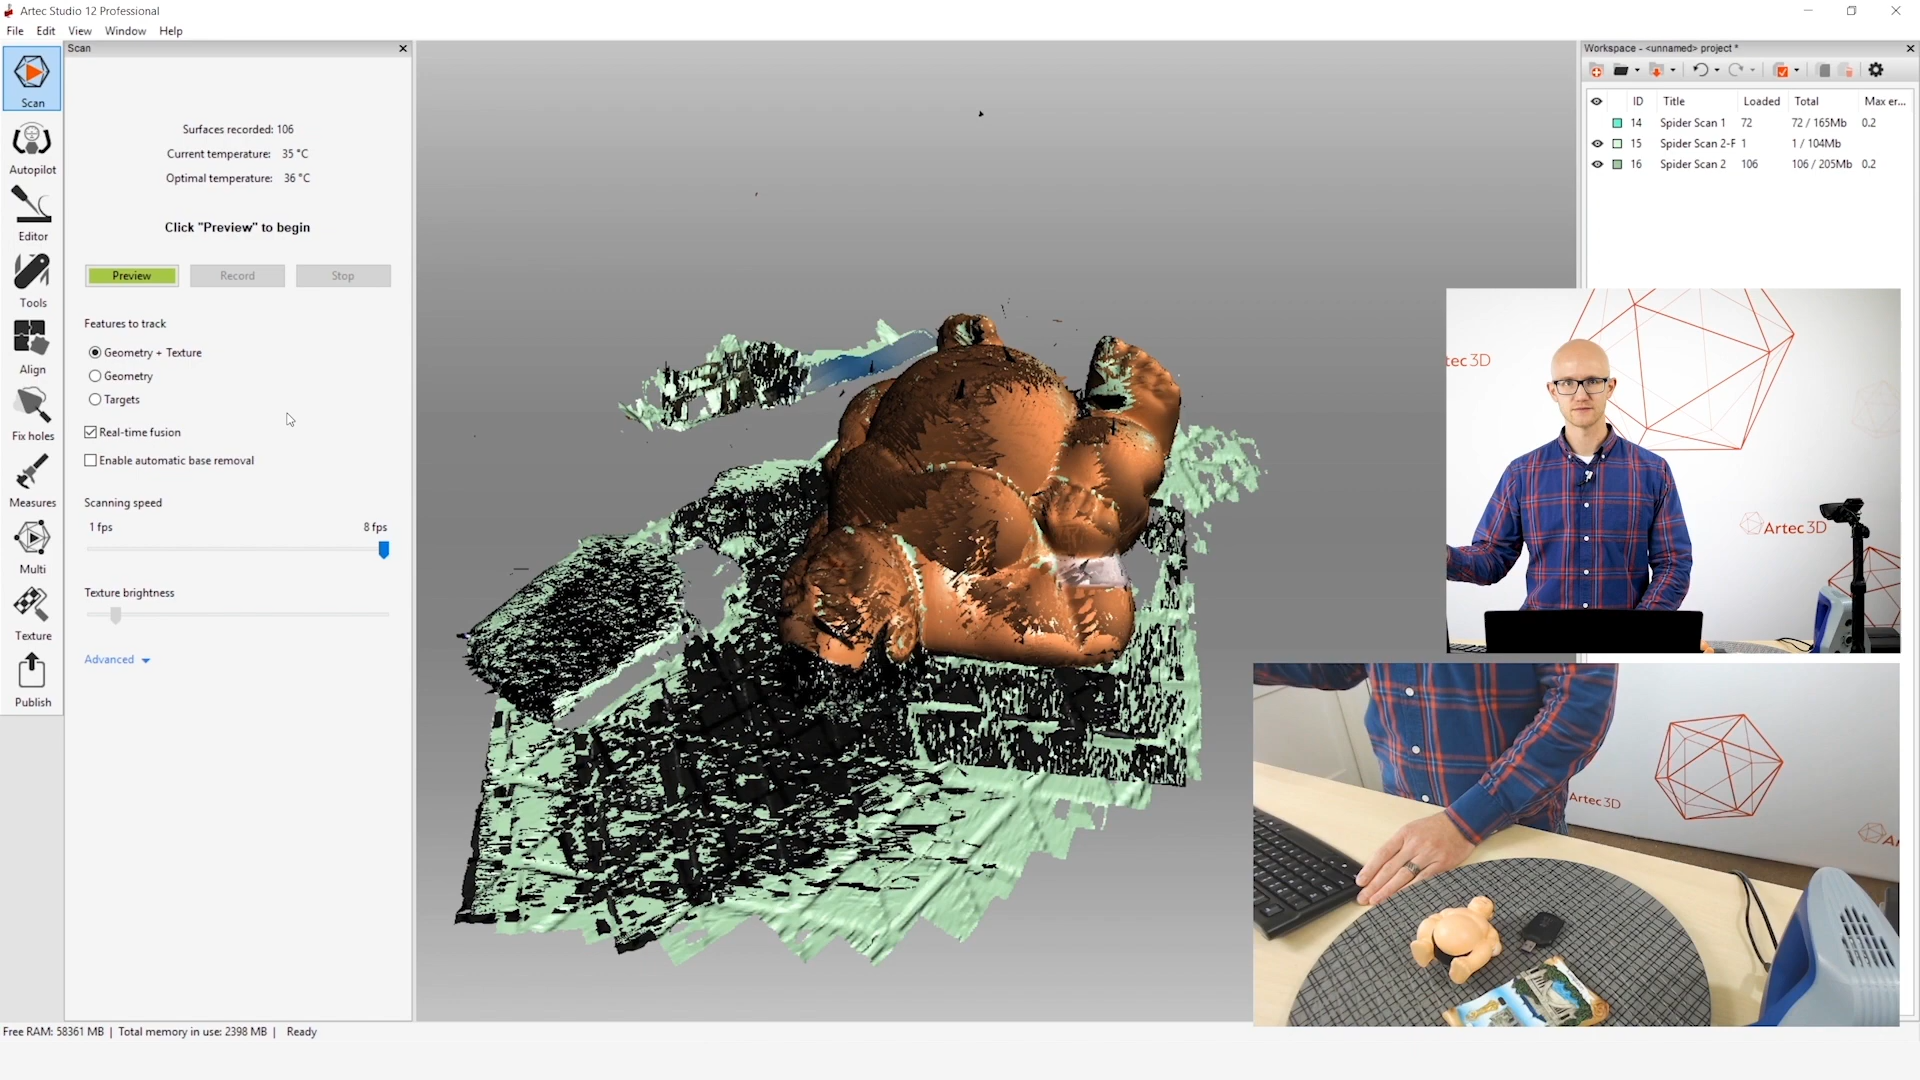 Artec Studio 12 Professional
File Edit View Window Help
Scan
Workspace - <unnamed> project *
Scan
Autopilot
Editor
Tools
Align
Fix holes
Measures
Multi
Texture
Publish
Surfaces recorded: 106
Current temperature: 35 °C
Optimal temperature: 36 °C
Click "Preview" to begin
Preview Record Stop
Features to track
Geometry + Texture
Geometry
Targets
Real-time fusion
Enable automatic base removal
Scanning speed
1 fps 8 fps
Texture brightness
Advanced
ID Title Loaded Total Max er...
14 Spider Scan 1 72 72 / 165Mb 0.2
15 Spider Scan 2-F 1 1 / 104Mb
16 Spider Scan 2 106 106 / 205Mb 0.2
tec 3D
Artec 3D
Artec 3D
Free RAM: 58361 MB | Total memory in use: 2398 MB | Ready